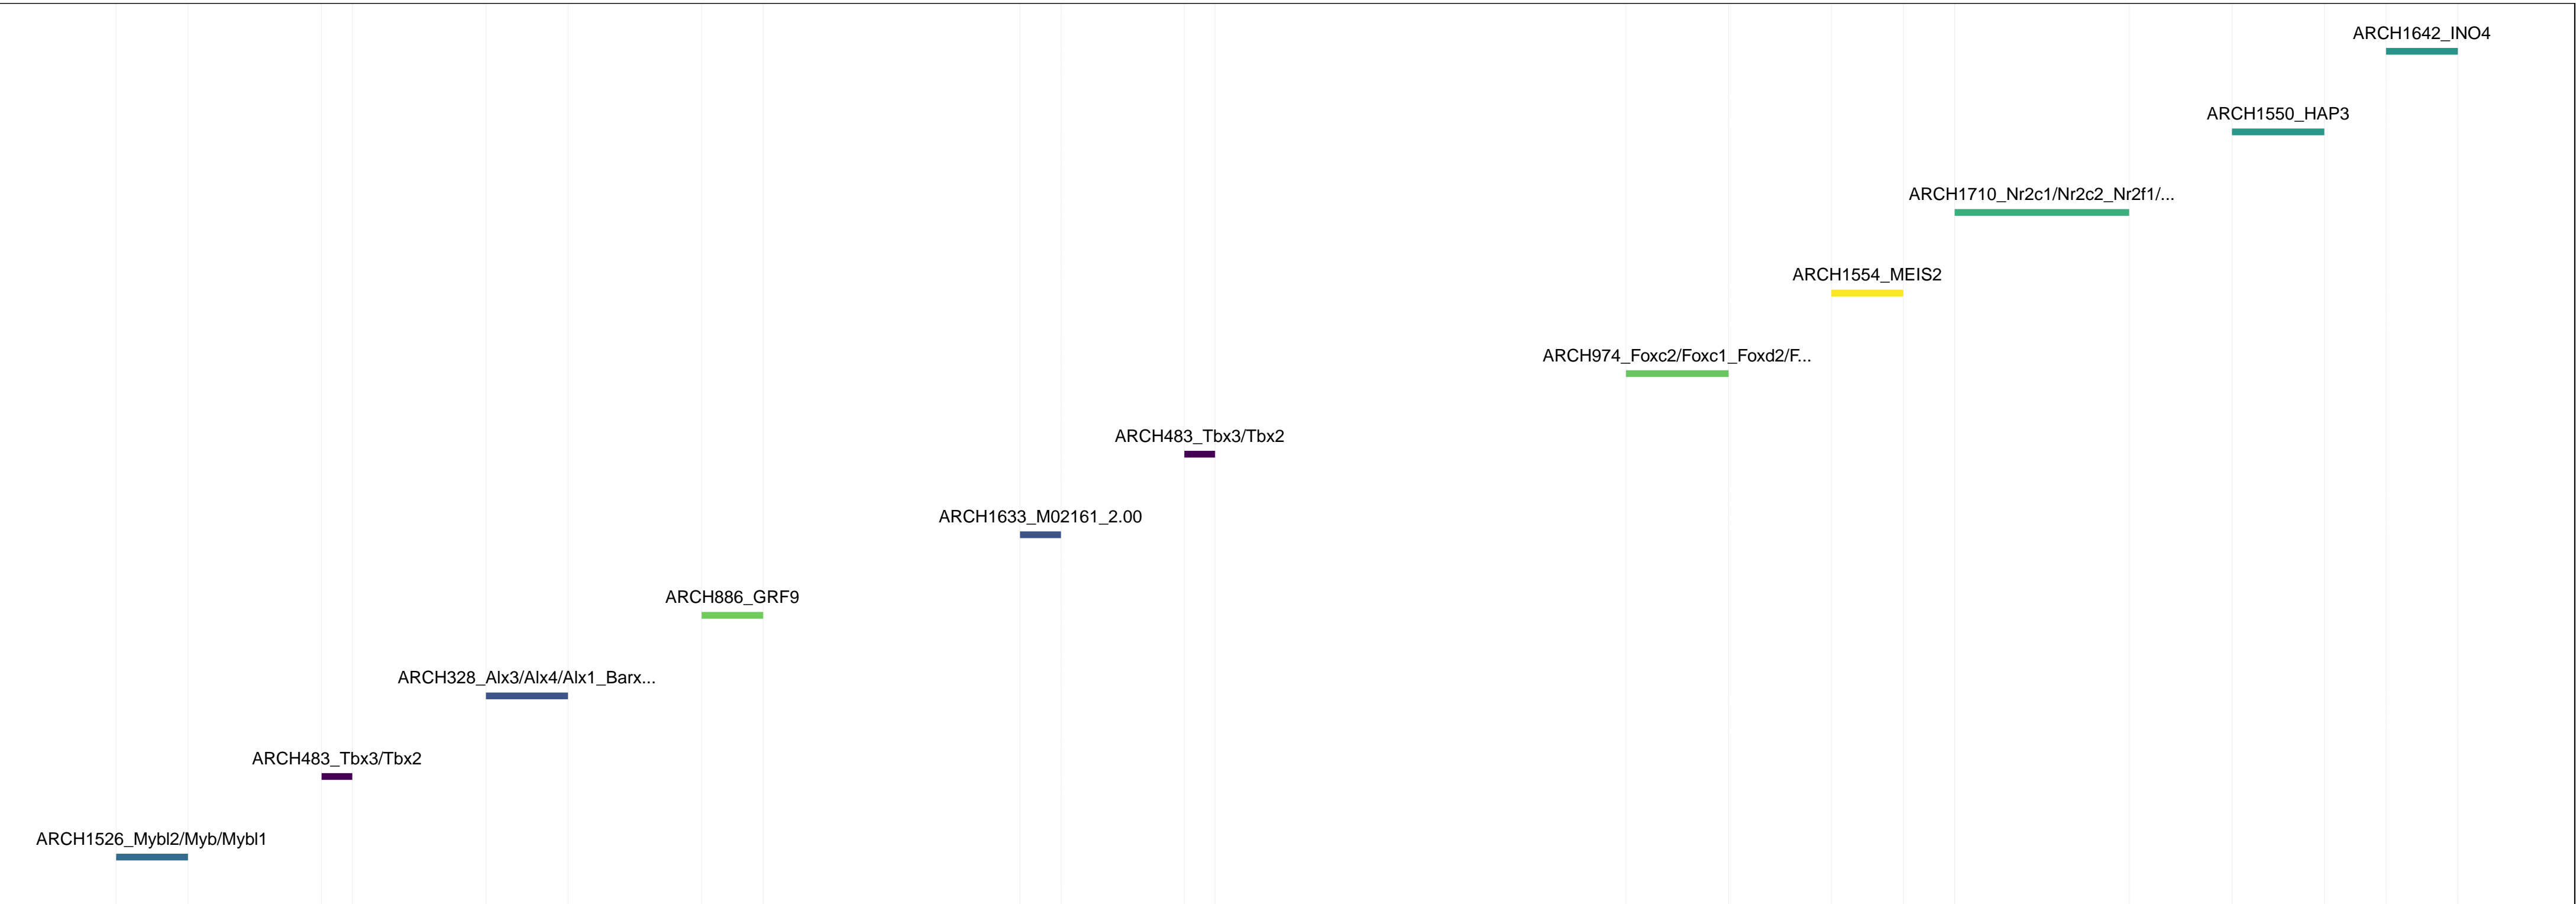 ARCH1642_INO4
ARCH1550_HAP3
ARCH1710_Nr2c1/Nr2c2_Nr2f1/...
ARCH1554_MEIS2
ARCH974_Foxc2/Foxc1_Foxd2/F...
ARCH483_Tbx3/Tbx2
ARCH1633_M02161_2.00
ARCH886_GRF9
ARCH328_Alx3/Alx4/Alx1_Barx...
ARCH483_Tbx3/Tbx2
ARCH1526_Mybl2/Myb/Mybl1